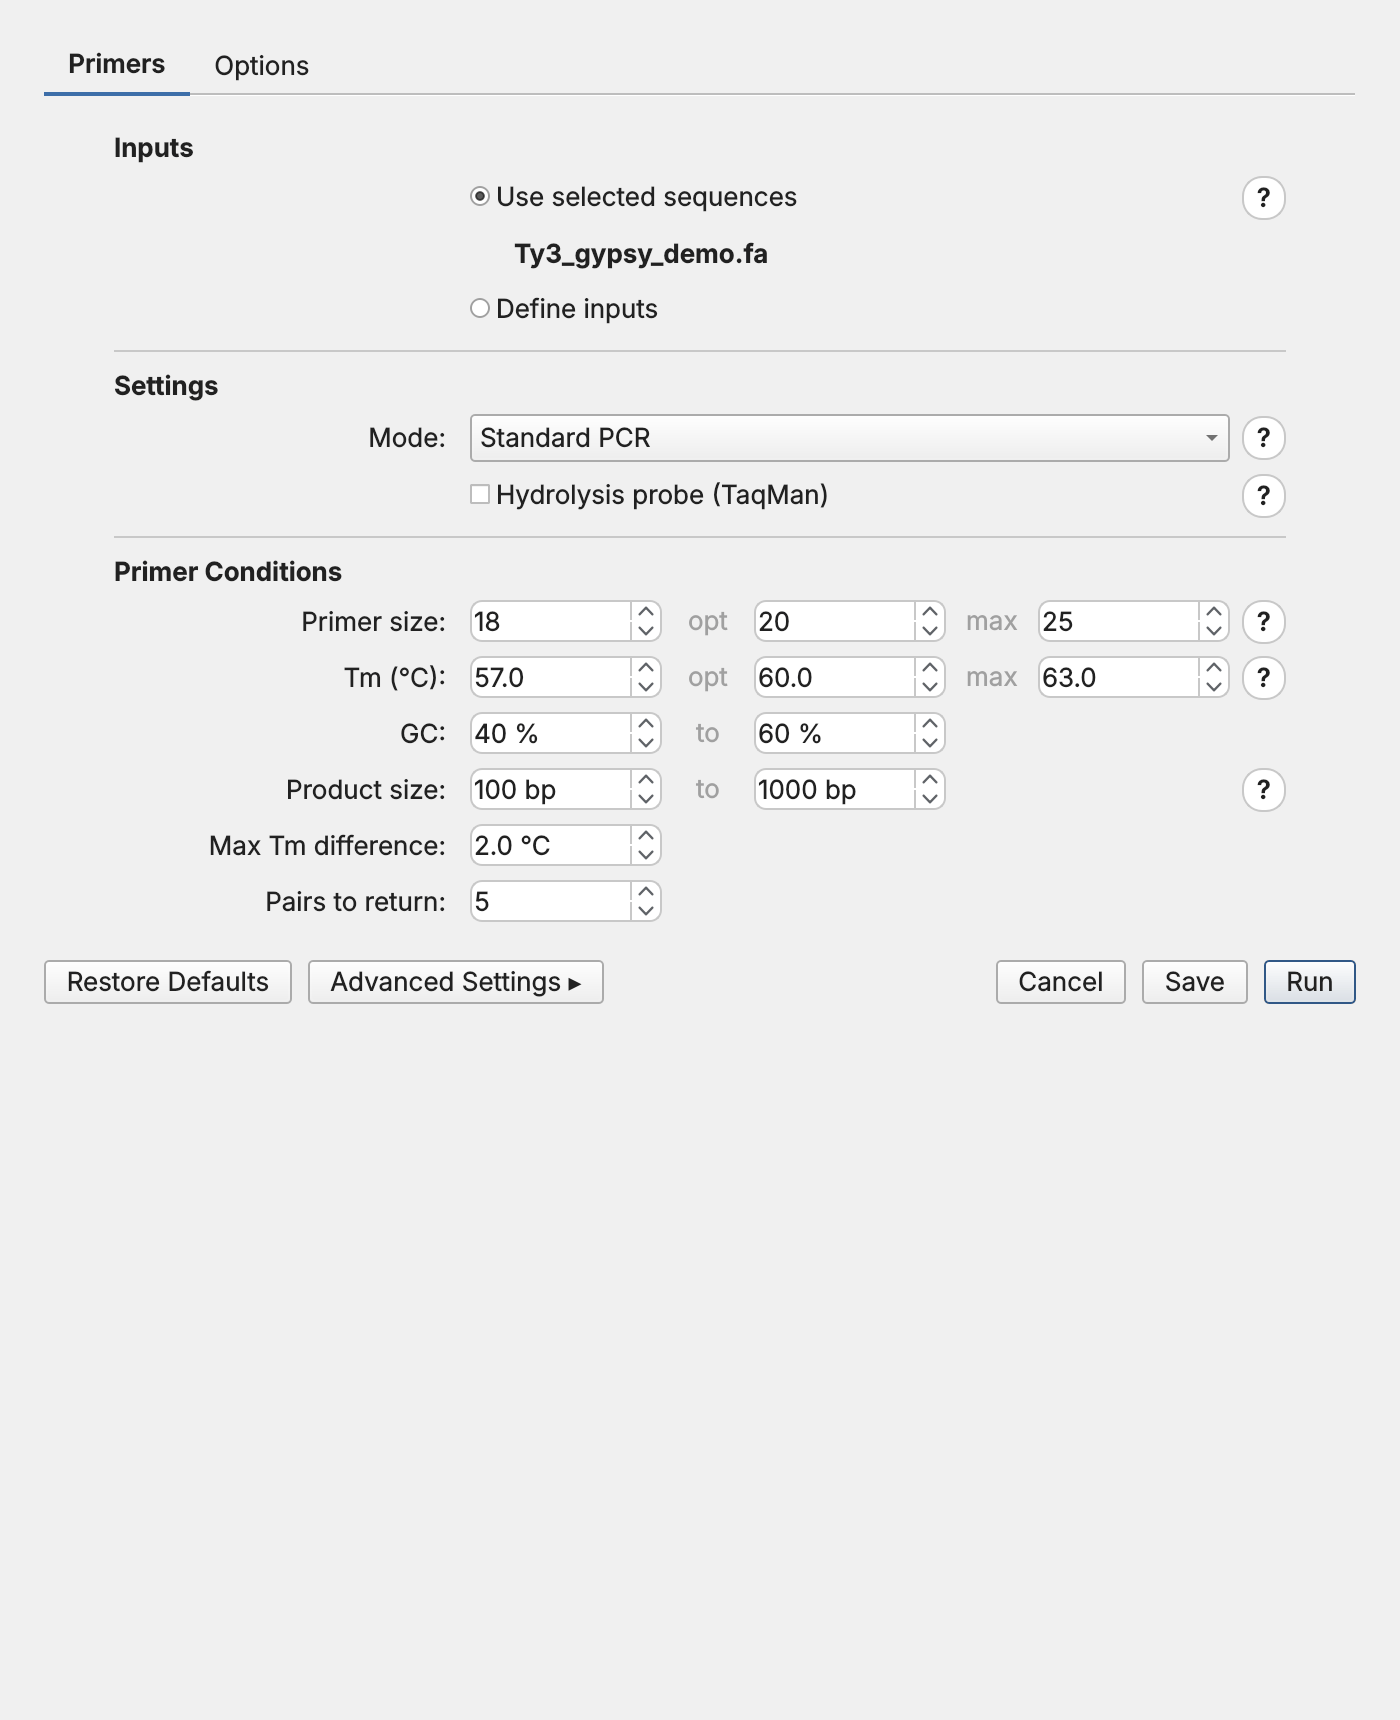 Primers Options
Inputs
Use selected sequences ?
Ty3_gypsy_demo.fa
Define inputs
Settings
Mode: Standard PCR ?
Hydrolysis probe (TaqMan) ?
Primer Conditions
Primer size: 18 opt 20 max 25 ?
Tm (°C): 57.0 opt 60.0 max 63.0 ?
GC: 40 % to 60 %
Product size: 100 bp to 1000 bp ?
Max Tm difference: 2.0 °C
Pairs to return: 5
Restore Defaults Advanced Settings ▸ Cancel Save Run